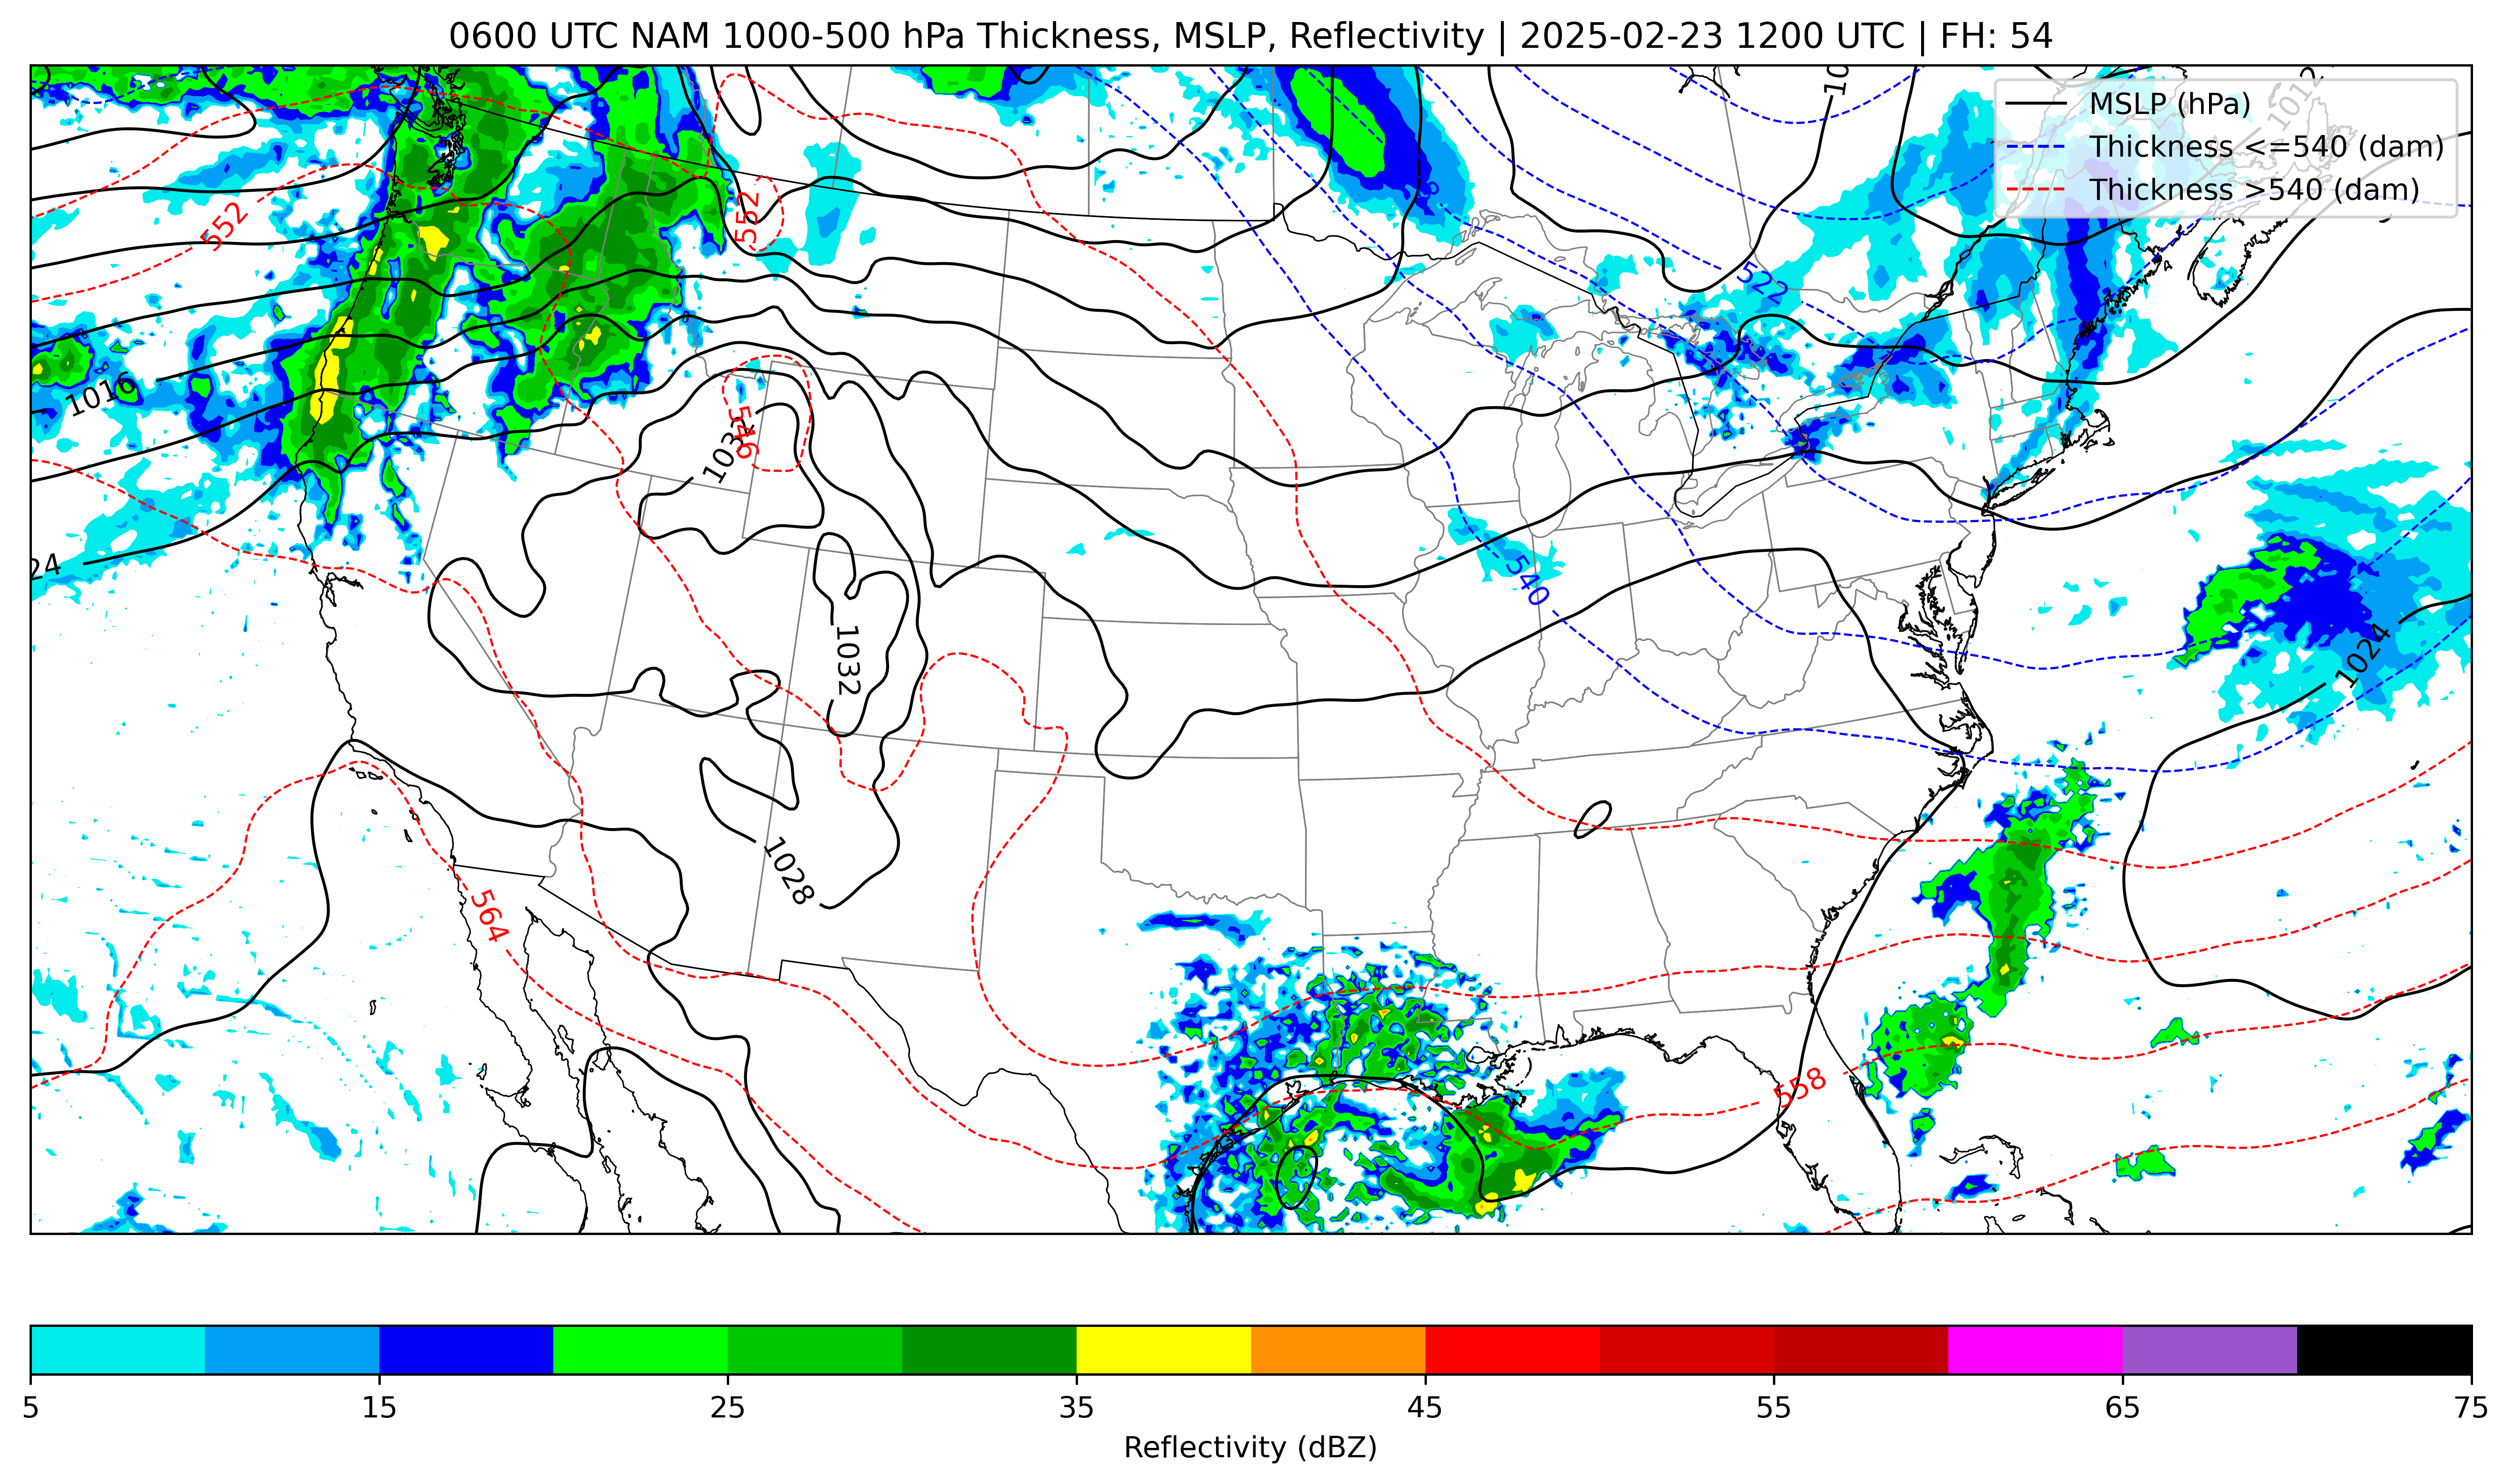 0600 UTC NAM 1000-500 hPa Thickness, MSLP, Reflectivity | 2025-02-23 1200 UTC | FH: 54
MSLP (hPa)
Thickness <=540 (dam)
Thickness >540 (dam)
1012
1012
552
552
522
1016
546
1032
24
540
1032
1024
1028
564
558
5 15 25 35 45 55 65 75
Reflectivity (dBZ)